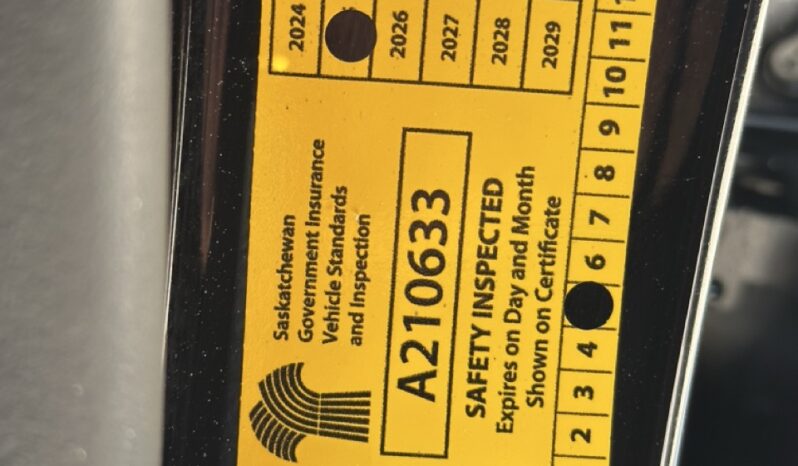 Saskatchewan
Government Insurance
Vehicle Standards
and Inspection
2024
2026
2027
2028
2029
A210633
SAFETY INSPECTED
Expires on Day and Month
Shown on Certificate
2 3 4 6 7 8 9 10 11